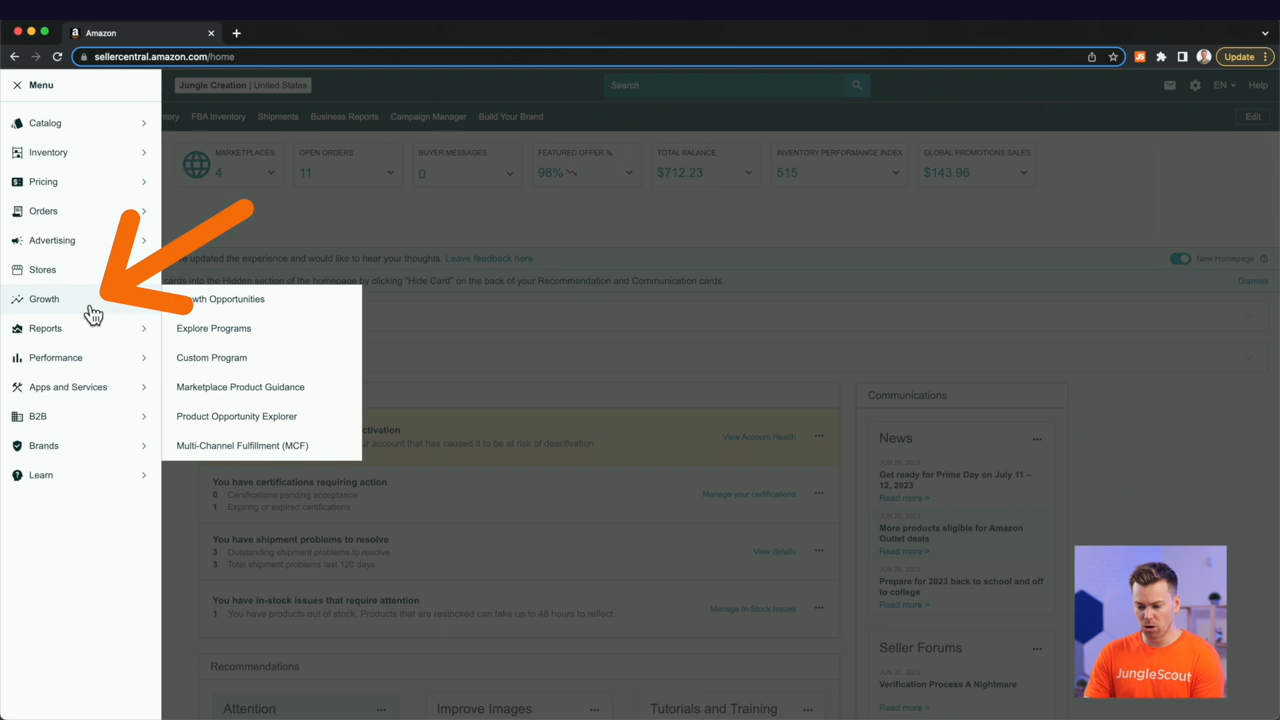 Amazon
sellercentral.amazon.com/home
Update
Menu
Jungle Creation | United States
Search
EN
Help
FBA Inventory
Shipments
Business Reports
Campaign Manager
Build Your Brand
Edit
Catalog
Inventory
Pricing
Orders
Advertising
Stores
Growth
Reports
Performance
Apps and Services
B2B
Brands
Learn
MARKETPLACES
4
OPEN ORDERS
11
BUYER MESSAGES
0
FEATURED OFFER %
98%
TOTAL BALANCE
$712.23
INVENTORY PERFORMANCE INDEX
515
GLOBAL PROMOTIONS SALES
$143.96
updated the experience and would like to hear your thoughts. Leave feedback here
New Homepage
cards into the Hidden section of the homepage by clicking "Hide Card" on the back of your Recommendation and Communication cards.
Dismiss
Opportunities
Explore Programs
Custom Program
Marketplace Product Guidance
Product Opportunity Explorer
Multi-Channel Fulfillment (MCF)
your account that has caused it to be at risk of deactivation
View Account Health
You have certifications requiring action
0 Certifications pending acceptance
1 Expiring or expired certifications
Manage your certifications
You have shipment problems to resolve
3 Outstanding shipment problems to resolve
3 Total shipment problems last 120 days
View details
You have in-stock issues that require attention
1 You have products out of stock. Products that are restocked can take up to 48 hours to reflect.
Manage In-Stock Issues
Recommendations
Attention
Improve Images
Tutorials and Training
Communications
News
JUN 26, 2023
Get ready for Prime Day on July 11 –
12, 2023
Read more >
JUN 20, 2023
More products eligible for Amazon
Outlet deals
Read more >
JUN 20, 2023
Prepare for 2023 back to school and off
to college
Read more >
Seller Forums
Verification Process A Nightmare
Read more >
JungleScout